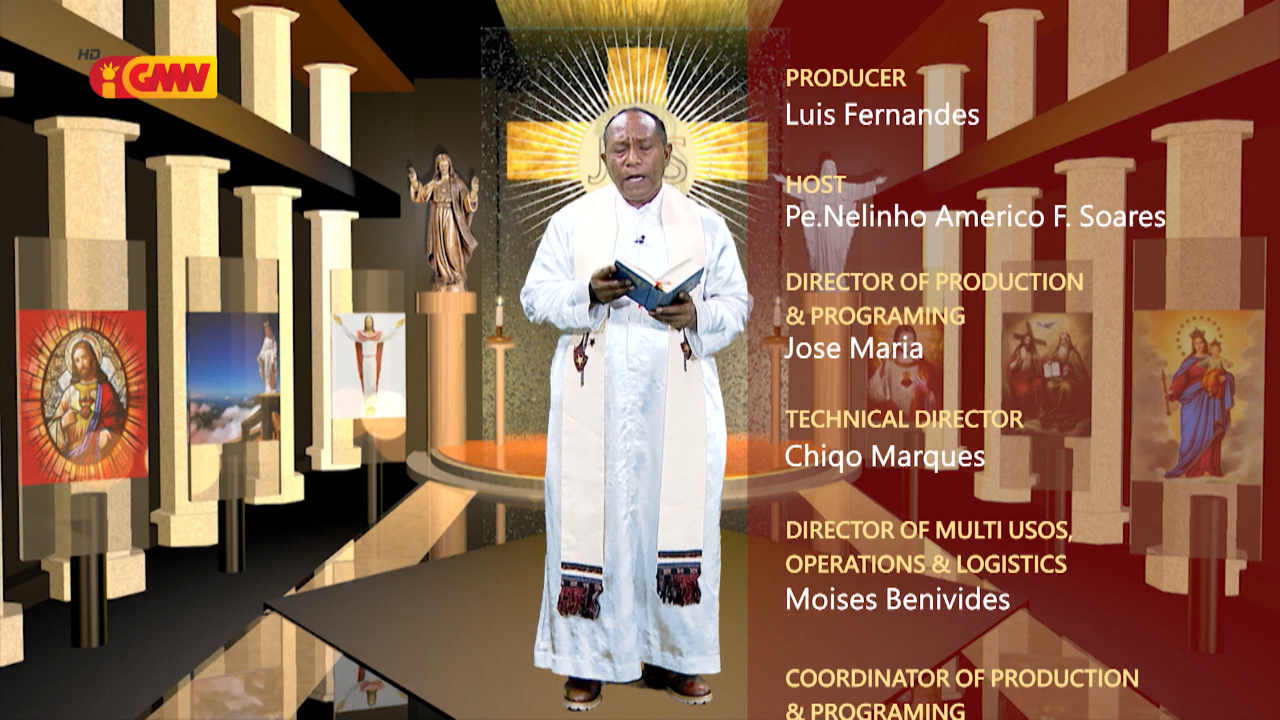 HD
GMW
PRODUCER
Luis Fernandes
HOST
Pe.Nelinho Americo F. Soares
DIRECTOR OF PRODUCTION
& PROGRAMING
Jose Maria
TECHNICAL DIRECTOR
Chiqo Marques
DIRECTOR OF MULTI USOS,
OPERATIONS & LOGISTICS
Moises Benivides
COORDINATOR OF PRODUCTION
& PROGRAMING